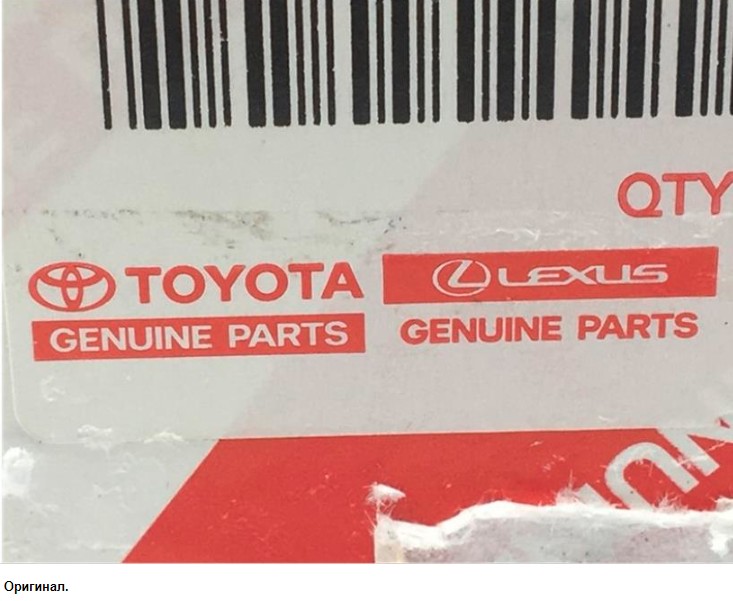 QTY
TOYOTA LEXUS
GENUINE PARTS GENUINE PARTS
Оригинал.